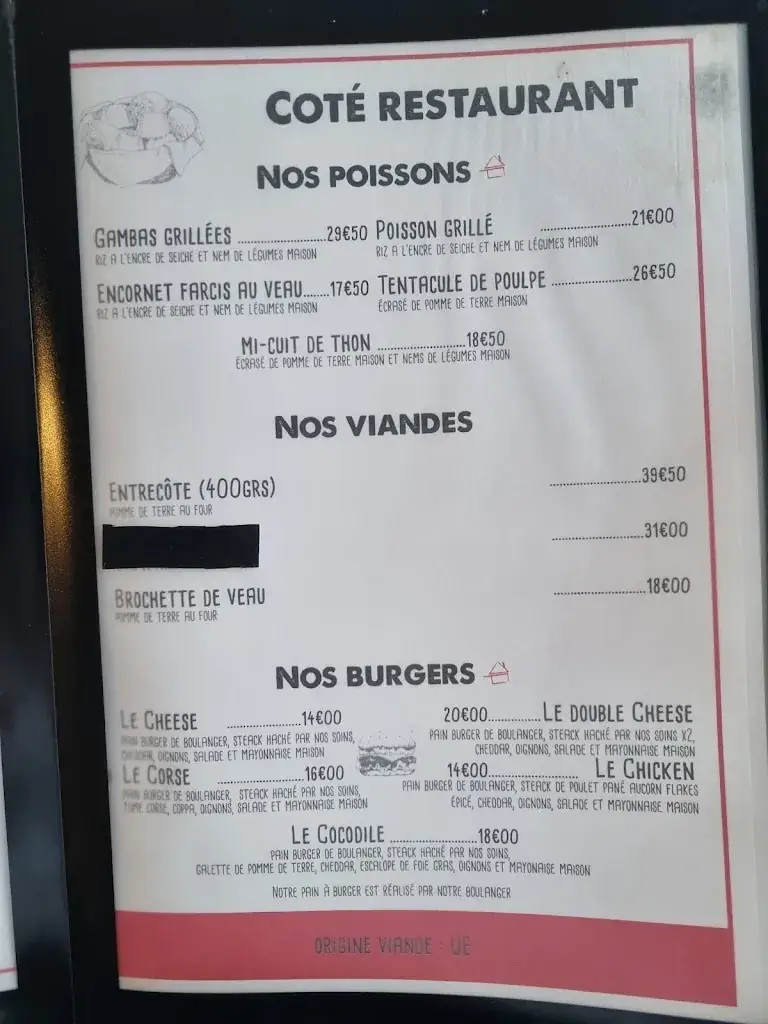 COTÉ RESTAURANT
NOS POISSONS
GAMBAS GRILLÉES ......................29€50
RIZ A L'ENCRE DE SEICHE ET NEM DE LÉGUMES MAISON
POISSON GRILLÉ ......................21€00
RIZ A L'ENCRE DE SEICHE ET NEM DE LÉGUMES MAISON
ENCORNET FARCIS AU VEAU......17€50
RIZ A L'ENCRE DE SEICHE ET NEM DE LÉGUMES MAISON
TENTACULE DE POULPE ....................26€50
ÉCRASÉ DE POMME DE TERRE MAISON
MI-CUIT DE THON ......................18€50
ÉCRASÉ DE POMME DE TERRE MAISON ET NEMS DE LÉGUMES MAISON
NOS VIANDES
ENTRECÔTE (400GRS) ......................39€50
POMME DE TERRE AU FOUR
......................31€00
BROCHETTE DE VEAU ......................18€00
POMME DE TERRE AU FOUR
NOS BURGERS
LE CHEESE ..................14€00
PAIN BURGER DE BOULANGER, STEACK HACHÉ PAR NOS SOINS,
CHEDDAR, OIGNONS, SALADE ET MAYONNAISE MAISON
20€00.............LE DOUBLE CHEESE
PAIN BURGER DE BOULANGER, STEACK HACHÉ PAR NOS SOINS X2,
CHEDDAR, OIGNONS, SALADE ET MAYONNAISE MAISON
LE CORSE .....................16€00
PAIN BURGER DE BOULANGER, STEACK HACHÉ PAR NOS SOINS,
TOME CORSE, COPPA, OIGNONS, SALADE ET MAYONNAISE MAISON
14€00...................... LE CHICKEN
PAIN BURGER DE BOULANGER, STEACK DE POULET PANÉ AUCORN FLAKES
ÉPICÉ, CHEDDAR, OIGNONS, SALADE ET MAYONNAISE MAISON
LE COCODILE .....................18€00
PAIN BURGER DE BOULANGER, STEACK HACHÉ PAR NOS SOINS,
GALETTE DE POMME DE TERRE, CHEDDAR, ESCALOPE DE FOIE GRAS, OIGNONS ET MAYONAISE MAISON
NOTRE PAIN À BURGER EST RÉALISÉ PAR NOTRE BOULANGER
ORIGINE VIANDE : UE